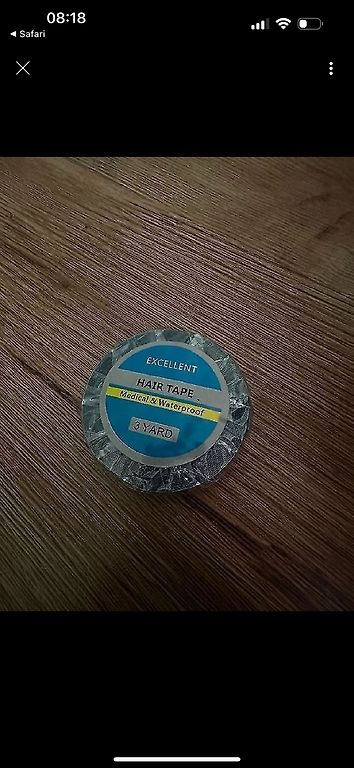 08:18
◀ Safari
EXCELLENT
HAIR TAPE
Medical & Waterproof
3 YARD